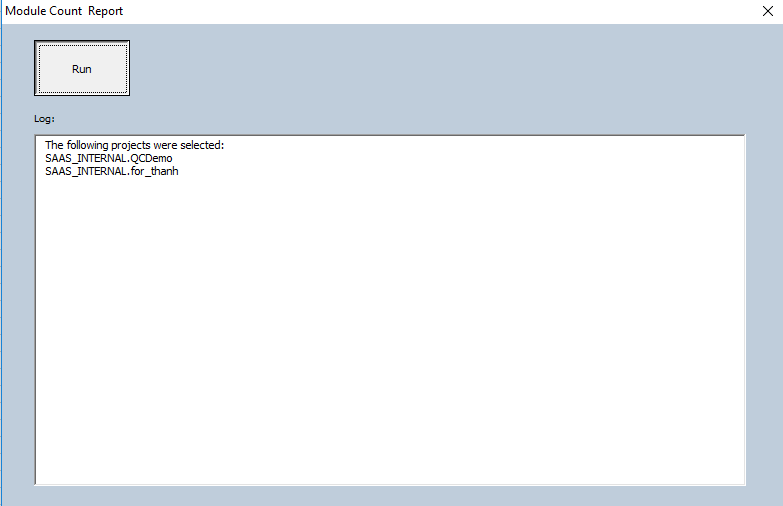 Module Count  Report
Run
Log:
The following projects were selected:
SAAS_INTERNAL.QCDemo
SAAS_INTERNAL.for_thanh